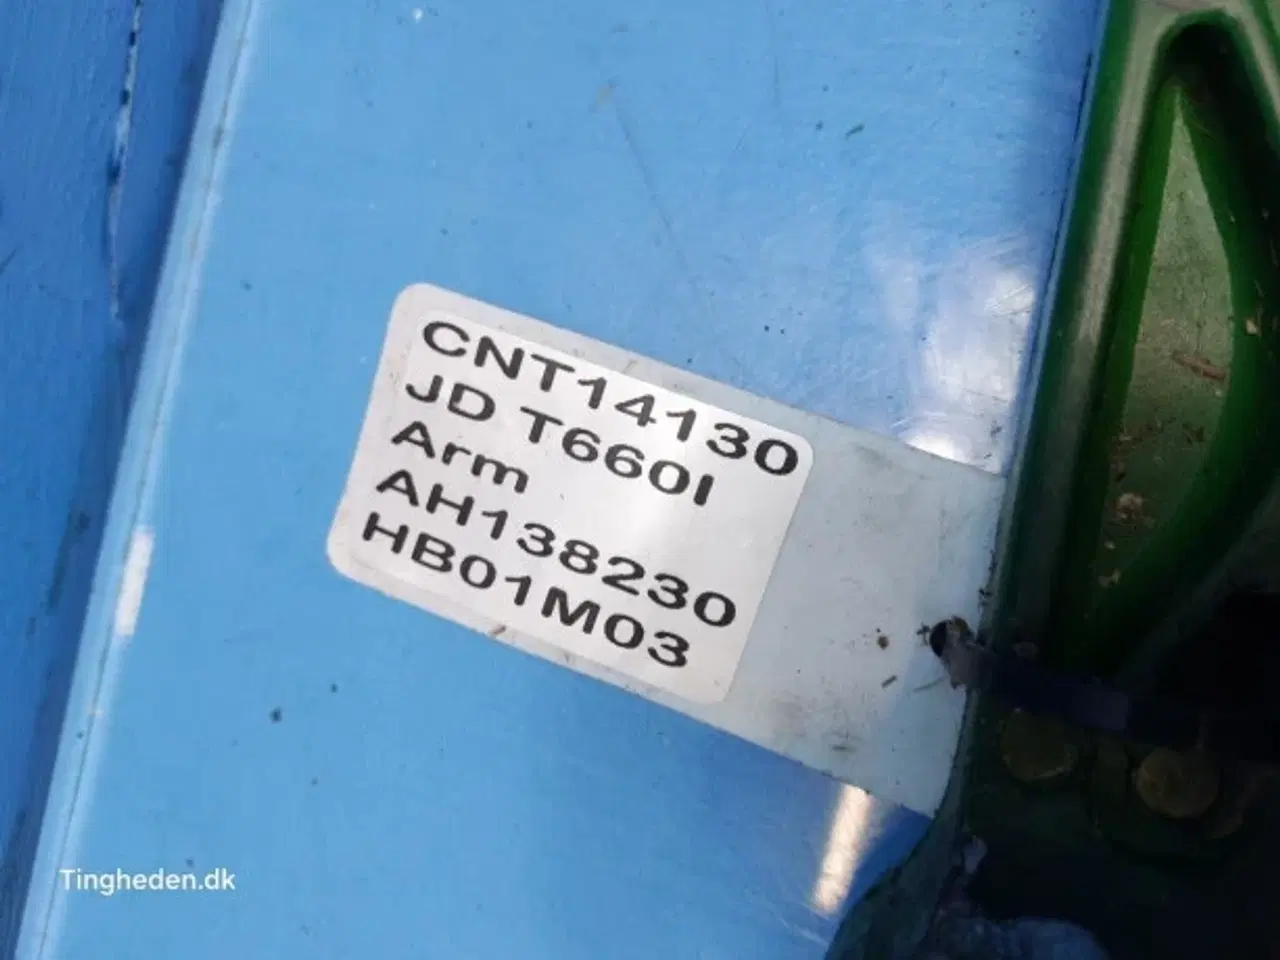 CNT14130
JD T660I
Arm
AH138230
HB01M03
Tingheden.dk